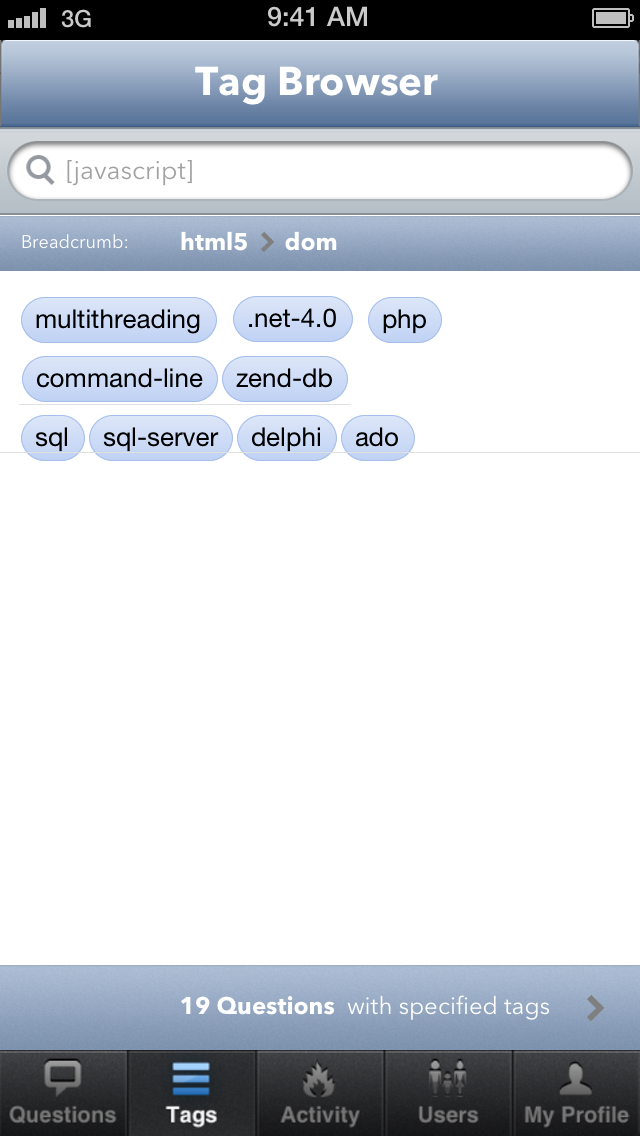 3G 9:41 AM
Tag Browser
[javascript]
Breadcrumb: html5 dom
multithreading .net-4.0 php
command-line zend-db
sql sql-server delphi ado
19 Questions with specified tags
Questions Tags Activity Users My Profile